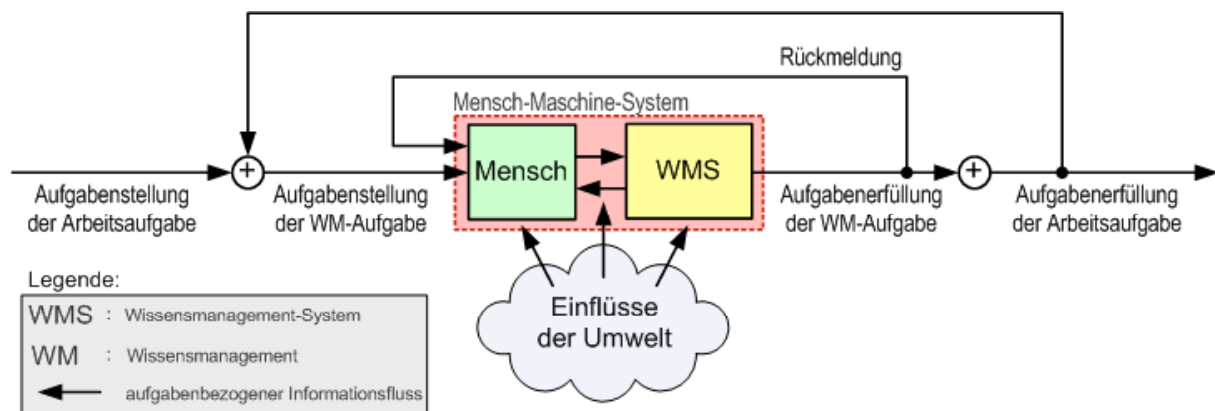 Rückmeldung
Mensch-Maschine-System
Mensch
WMS
+
+
Aufgabenstellung
der Arbeitsaufgabe
Aufgabenstellung
der WM-Aufgabe
Aufgabenerfüllung
der WM-Aufgabe
Aufgabenerfüllung
der Arbeitsaufgabe
Einflüsse
der Umwelt
Legende:
WMS : Wissensmanagement-System
WM : Wissensmanagement
aufgabenbezogener Informationsfluss